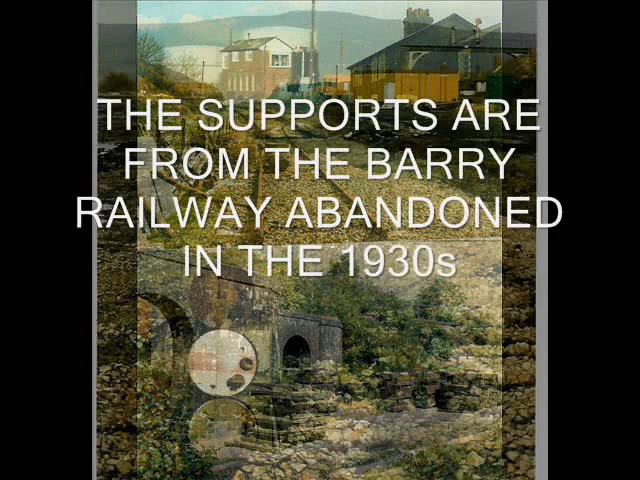 THE SUPPORTS ARE
FROM THE BARRY
RAILWAY ABANDONED
IN THE 1930s